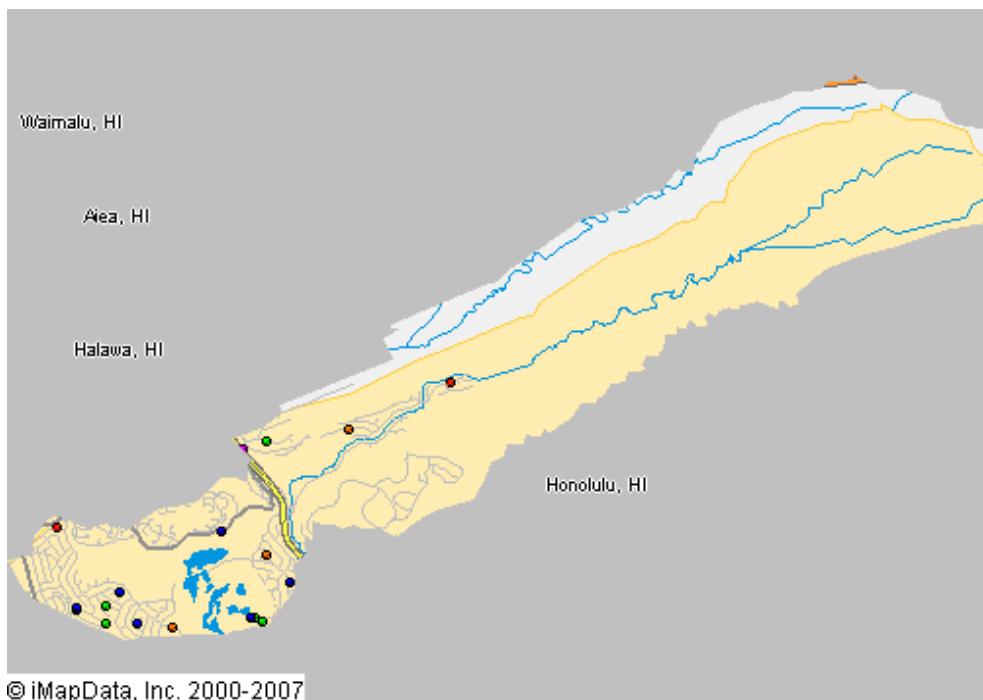 Waimalu, HI
Aiea, HI
Halawa, HI
Honolulu, HI
© iMapData, Inc. 2000-2007